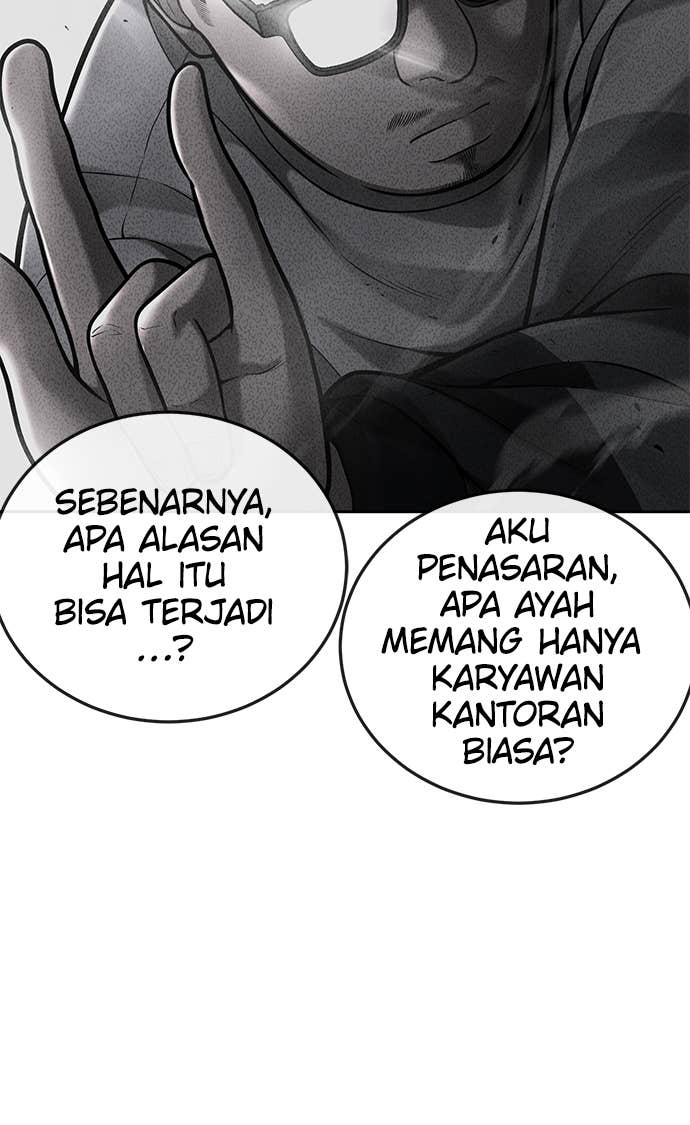 SEBENARNYA,
APA ALASAN
HAL ITU
BISA TERJADI
...?
AKU
PENASARAN,
APA AYAH
MEMANG HANYA
KARYAWAN
KANTORAN
BIASA?